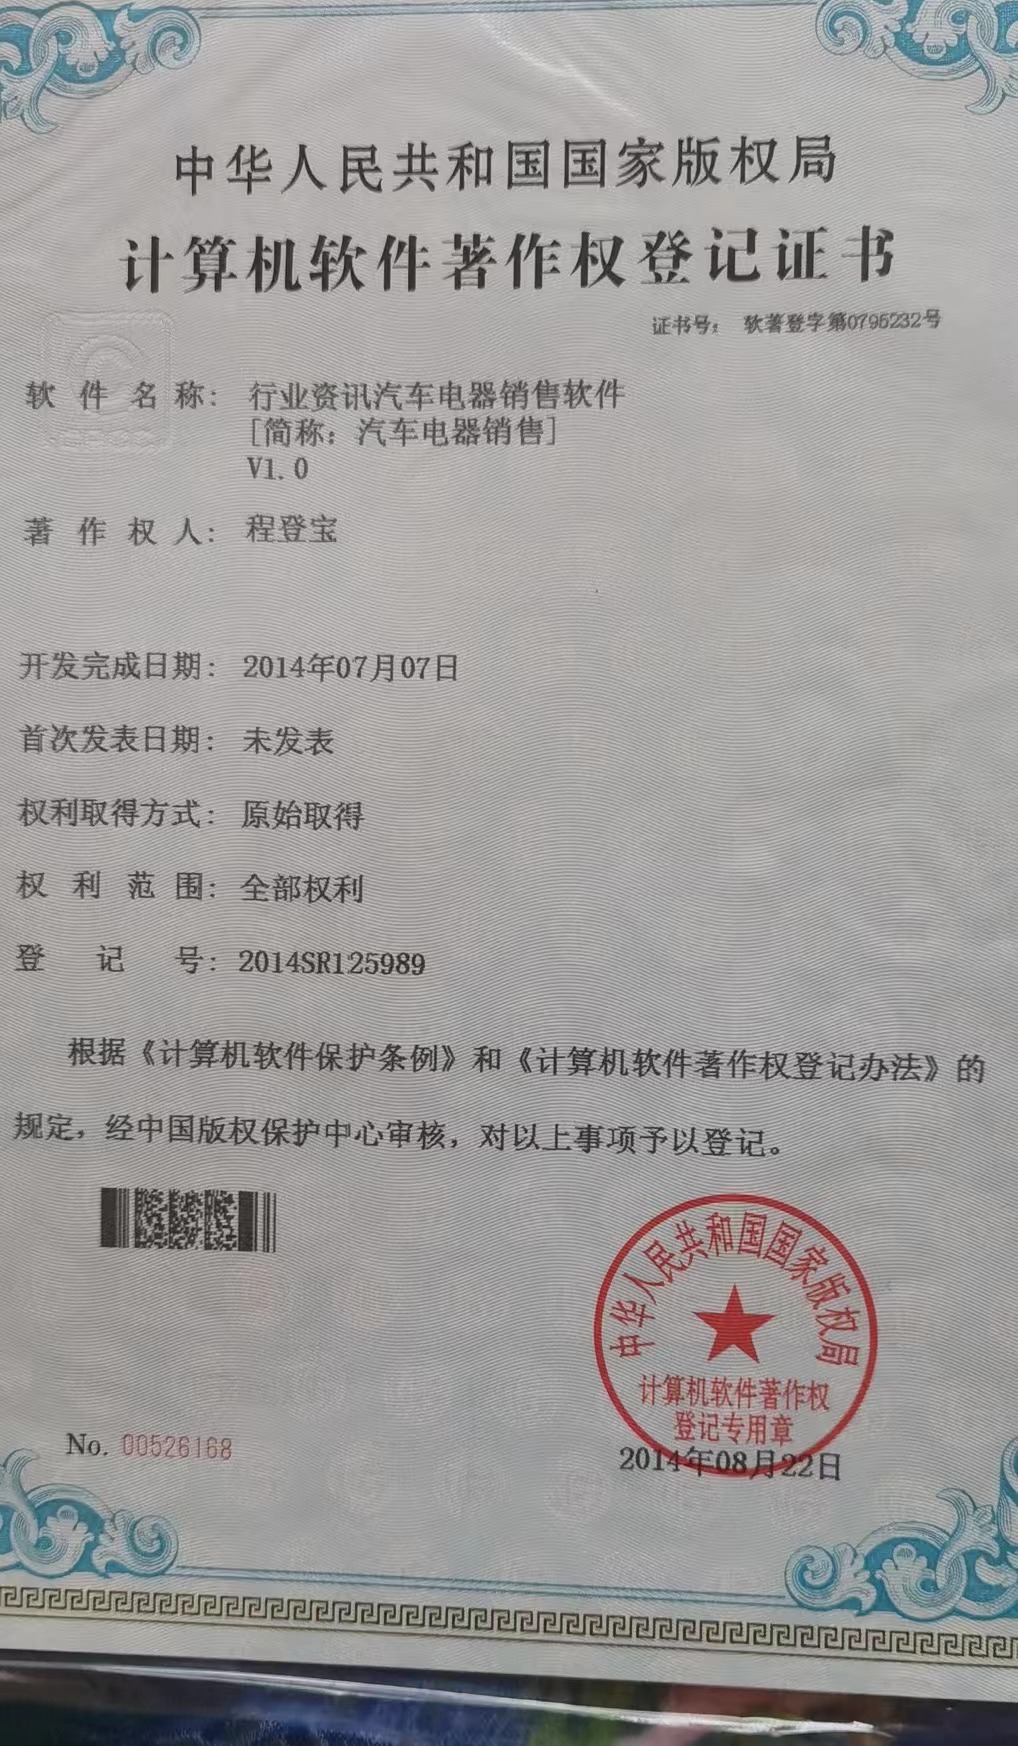 中华人民共和国国家版权局
计算机软件著作权登记证书
证书号： 软著登字第0795232号
软件名称： 行业资讯汽车电器销售软件
[简称：汽车电器销售]
V1.0
著作权人： 程登宝
开发完成日期： 2014年07月07日
首次发表日期： 未发表
权利取得方式： 原始取得
权利范围： 全部权利
登记号： 2014SR125989
根据《计算机软件保护条例》和《计算机软件著作权登记办法》的
规定，经中国版权保护中心审核，对以上事项予以登记。
中华人民共和国国家版权局
计算机软件著作权
登记专用章
2014年08月22日
No. 00526168